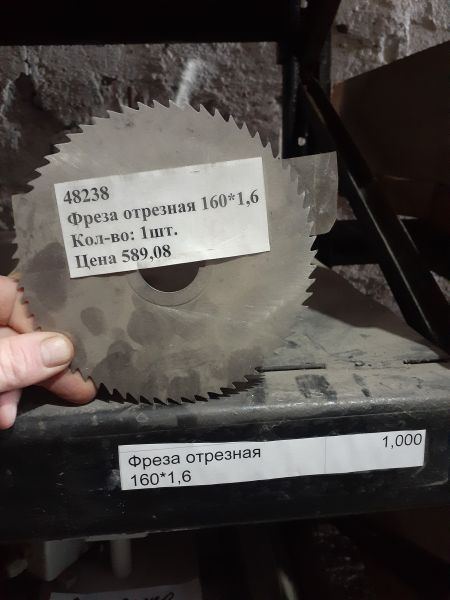 48238
Фреза отрезная 160*1,6
Кол-во: 1шт.
Цена 589,08
Фреза отрезная 1,000
160*1,6